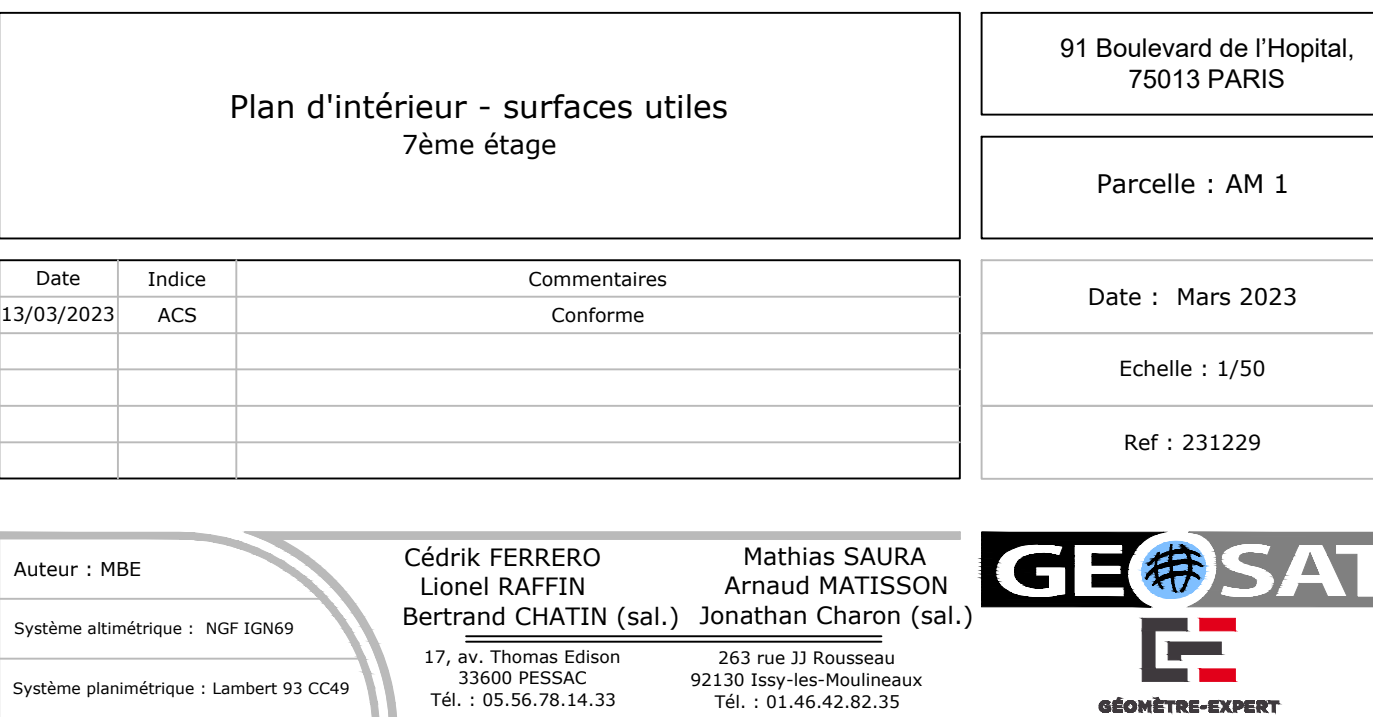 Plan d'intérieur - surfaces utiles
7ème étage
91 Boulevard de l'Hopital,
75013 PARIS
Parcelle : AM 1
Date Indice Commentaires
13/03/2023 ACS Conforme
Date : Mars 2023
Echelle : 1/50
Ref : 231229
Auteur : MBE
Système altimétrique : NGF IGN69
Système planimétrique : Lambert 93 CC49
Cédrik FERRERO
Lionel RAFFIN
Bertrand CHATIN (sal.)
17, av. Thomas Edison
33600 PESSAC
Tél. : 05.56.78.14.33
Mathias SAURA
Arnaud MATISSON
Jonathan Charon (sal.)
263 rue JJ Rousseau
92130 Issy-les-Moulineaux
Tél. : 01.46.42.82.35
GEOSAT
GÉOMÈTRE-EXPERT